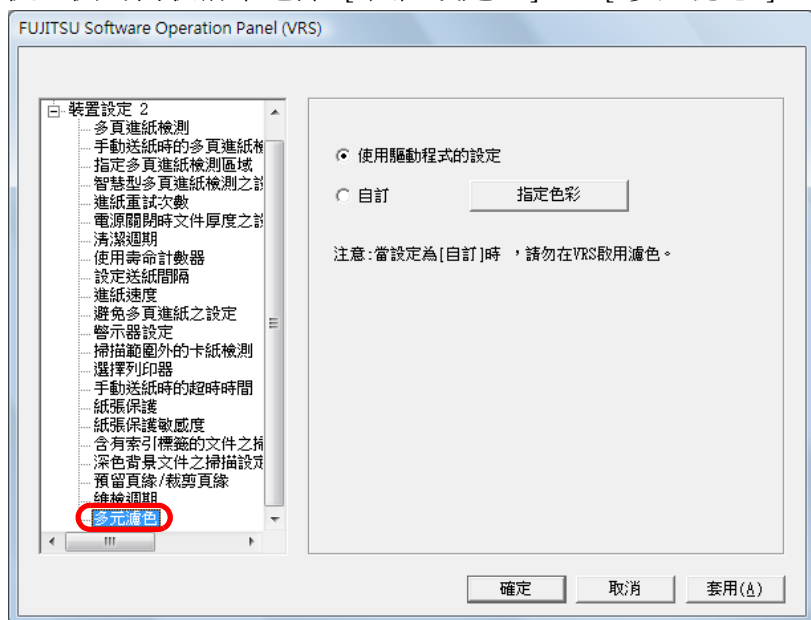 FUJITSU Software Operation Panel (VRS)
裝置設定 2
多頁進紙檢測
手動送紙時的多頁進紙檢
指定多頁進紙檢測區域
智慧型多頁進紙檢測之設
進紙重試次數
電源關閉時文件厚度之設
清潔週期
使用壽命計數器
設定送紙間隔
進紙速度
避免多頁進紙之設定
警示器設定
掃描範圍外的卡紙檢測
選擇列印器
手動送紙時的超時時間
紙張保護
紙張保護敏感度
含有索引標籤的文件之掃
深色背景文件之掃描設定
預留頁緣/裁剪頁緣
維檢週期
多元濾色
使用驅動程式的設定
自訂 指定色彩
注意:當設定為[自訂]時 ,請勿在VRS啟用濾色。
確定 取消 套用(A)